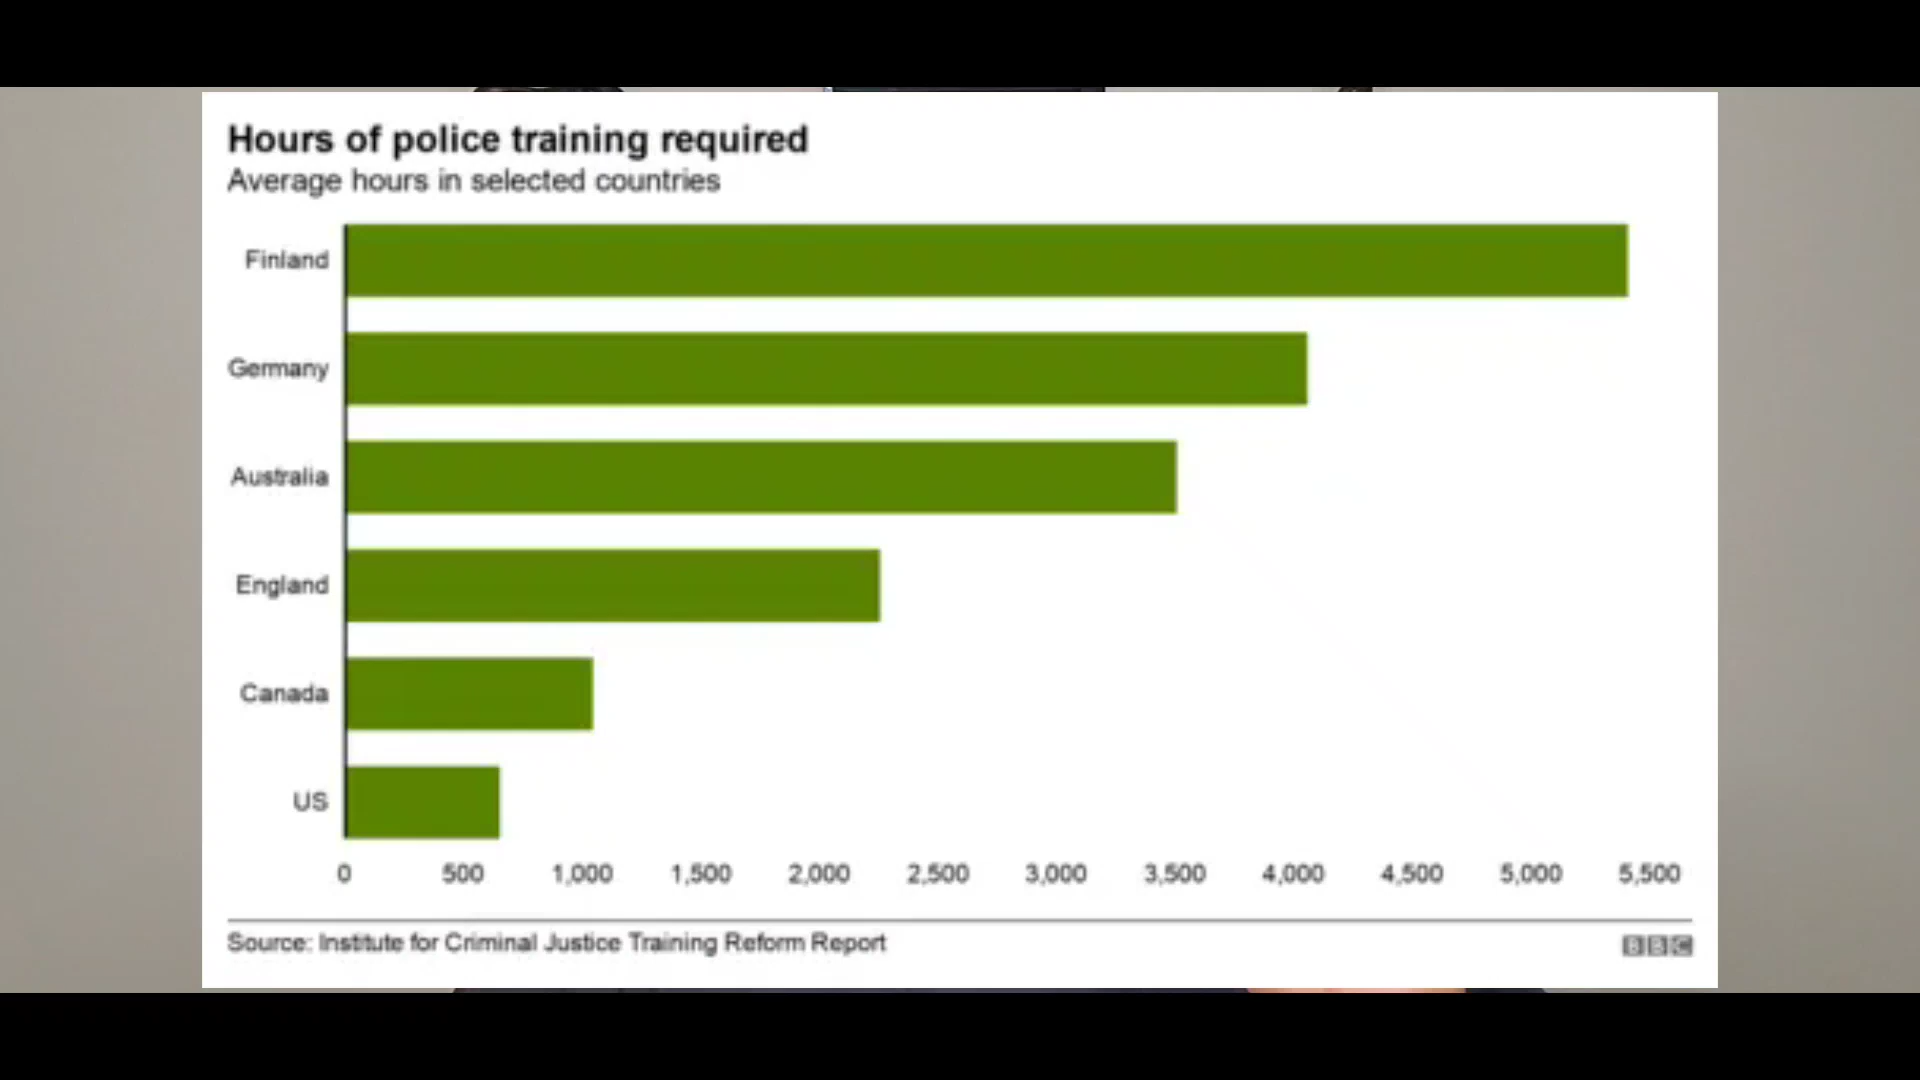 Hours of police training required
Average hours in selected countries
Finland
Germany
Australia
England
Canada
US
0 500 1,000 1,500 2,000 2,500 3,000 3,500 4,000 4,500 5,000 5,500
Source: Institute for Criminal Justice Training Reform Report
BBC